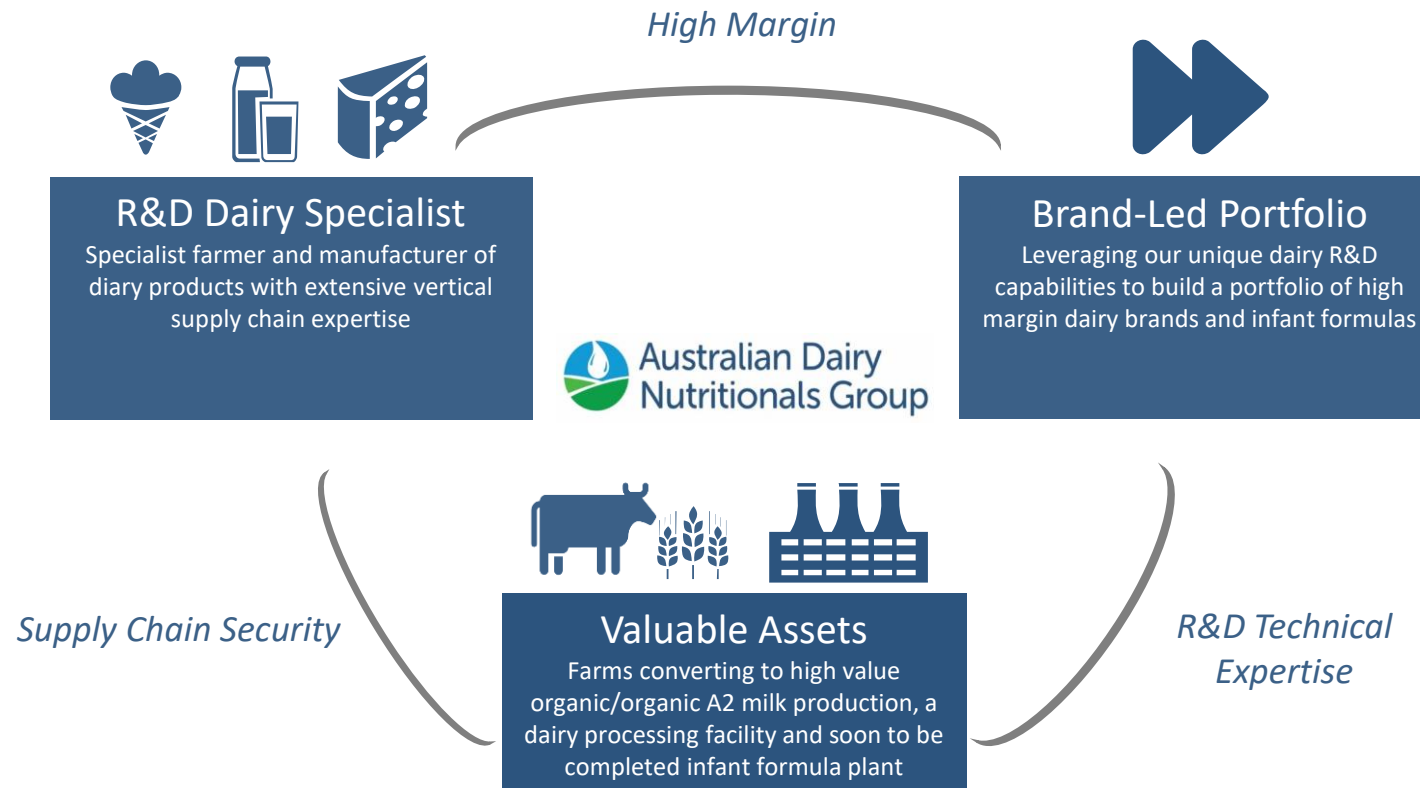 High Margin
R&D Dairy Specialist
Specialist farmer and manufacturer of
diary products with extensive vertical
supply chain expertise
Brand-Led Portfolio
Leveraging our unique dairy R&D
capabilities to build a portfolio of high
margin dairy brands and infant formulas
Australian Dairy
Nutritionals Group
Supply Chain Security
Valuable Assets
Farms converting to high value
organic/organic A2 milk production, a
dairy processing facility and soon to be
completed infant formula plant
R&D Technical
Expertise